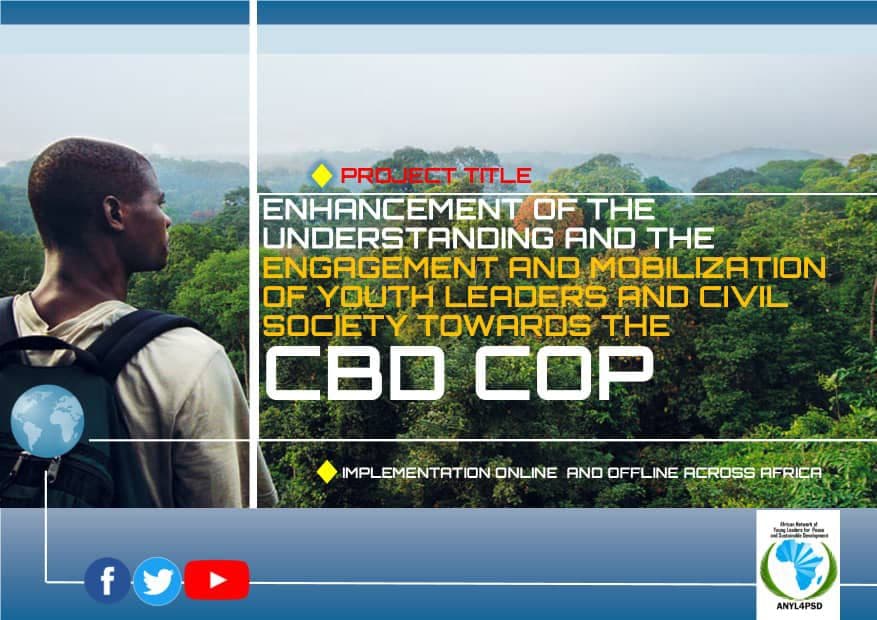 PROJECT TITLE
ENHANCEMENT OF THE
UNDERSTANDING AND THE
ENGAGEMENT AND MOBILIZATION
OF YOUTH LEADERS AND CIVIL
SOCIETY TOWARDS THE
CBD COP
IMPLEMENTATION ONLINE AND OFFLINE ACROSS AFRICA
African Network of
Young Leaders for Peace
and Sustainable Development
ANYL4PSD